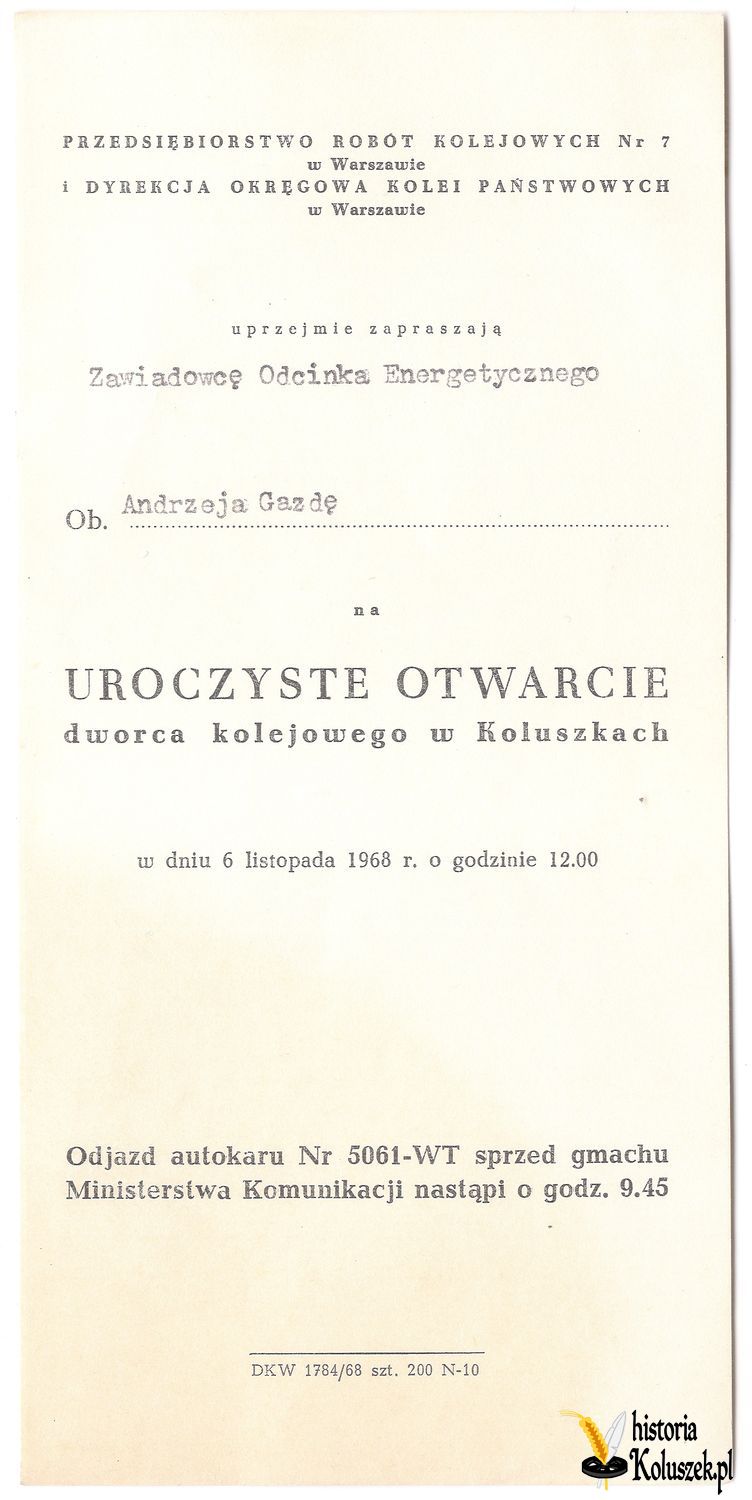 PRZEDSIĘBIORSTWO ROBÓT KOLEJOWYCH Nr 7
w Warszawie
i DYREKCJA OKRĘGOWA KOLEI PAŃSTWOWYCH
w Warszawie
uprzejmie zapraszają
Zawiadowcę Odcinka Energetycznego
Ob. Andrzeja Gazdę
na
UROCZYSTE OTWARCIE
dworca kolejowego w Koluszkach
w dniu 6 listopada 1968 r. o godzinie 12.00
Odjazd autokaru Nr 5061-WT sprzed gmachu
Ministerstwa Komunikacji nastąpi o godz. 9.45
DKW 1784/68 szt. 200 N-10
historia
Koluszek.pl